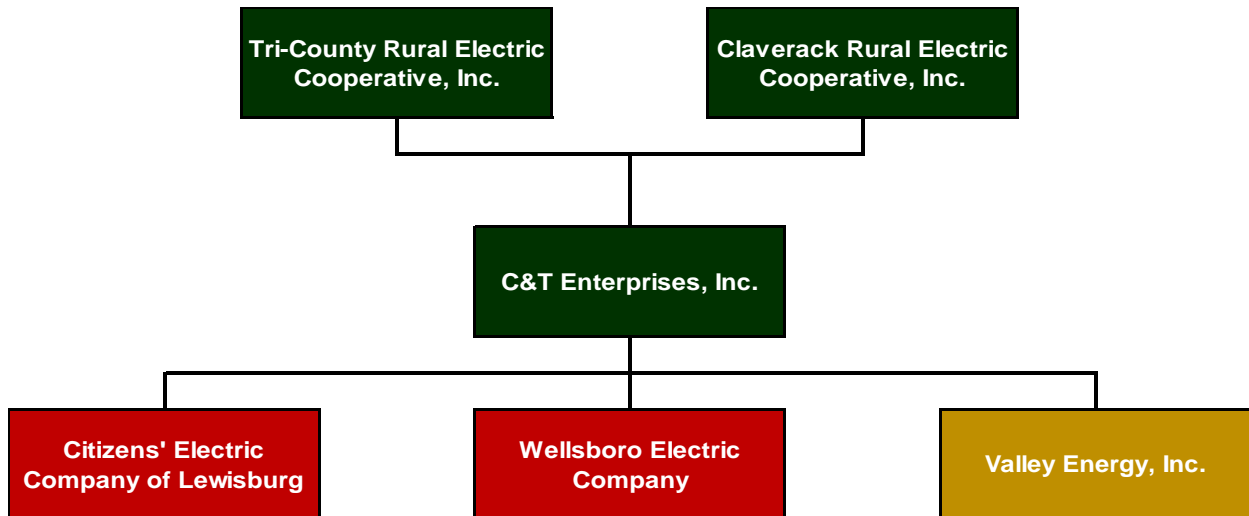 Tri-County Rural Electric
Cooperative, Inc.
Claverack Rural Electric
Cooperative, Inc.
C&T Enterprises, Inc.
Citizens' Electric
Company of Lewisburg
Wellsboro Electric
Company
Valley Energy, Inc.